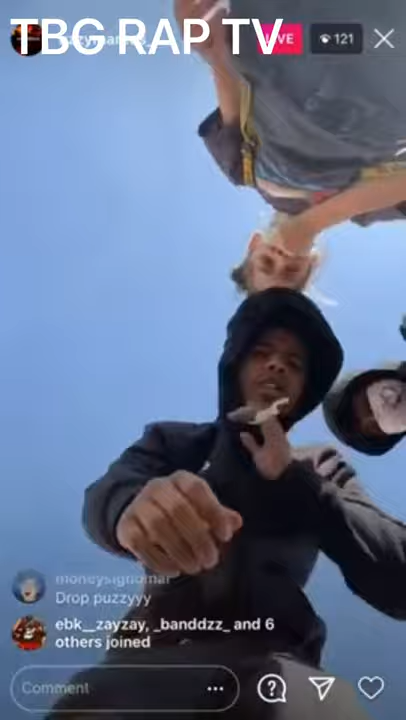 TBG RAP TV
LIVE
121
moneysignomar
Drop puzzyyy
ebk__zayzay, _banddzz_ and 6
others joined
Comment